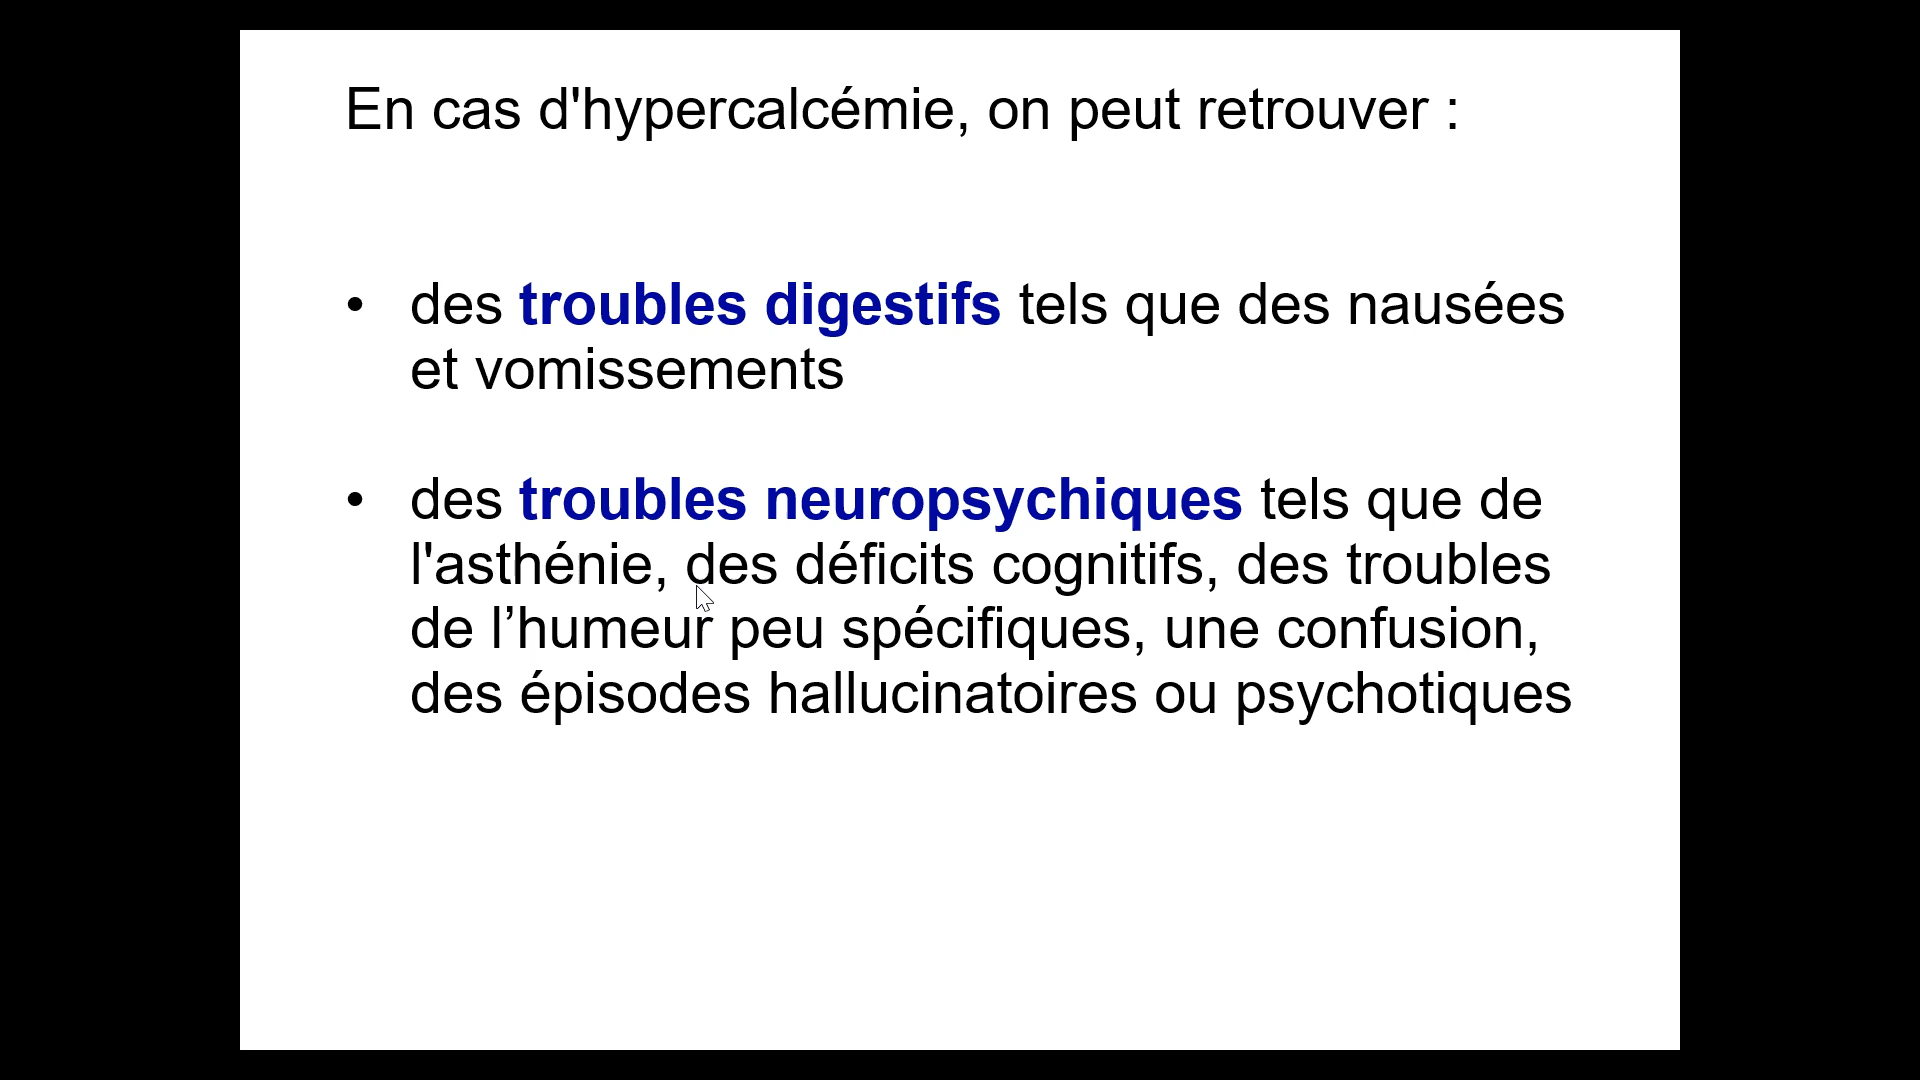 En cas d'hypercalcémie, on peut retrouver :
• des troubles digestifs tels que des nausées
et vomissements
• des troubles neuropsychiques tels que de
l'asthénie, des déficits cognitifs, des troubles
de l’humeur peu spécifiques, une confusion,
des épisodes hallucinatoires ou psychotiques